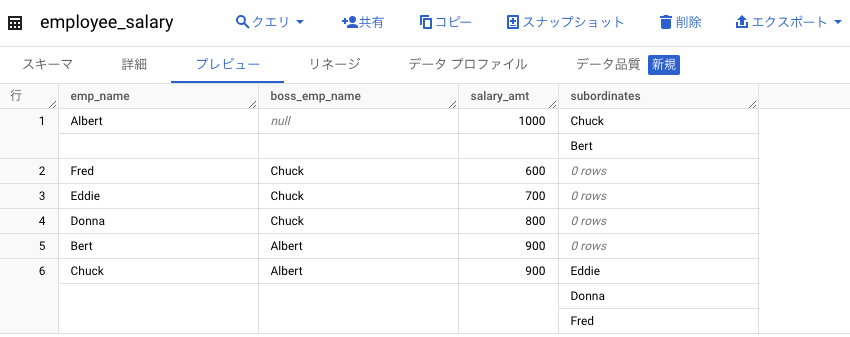 employee_salary クエリ 共有 コピー スナップショット 削除 エクスポート
スキーマ 詳細 プレビュー リネージ データ プロファイル データ品質 新規
行 emp_name boss_emp_name salary_amt subordinates
1 Albert null 1000 Chuck
Bert
2 Fred Chuck 600 0 rows
3 Eddie Chuck 700 0 rows
4 Donna Chuck 800 0 rows
5 Bert Albert 900 0 rows
6 Chuck Albert 900 Eddie
Donna
Fred